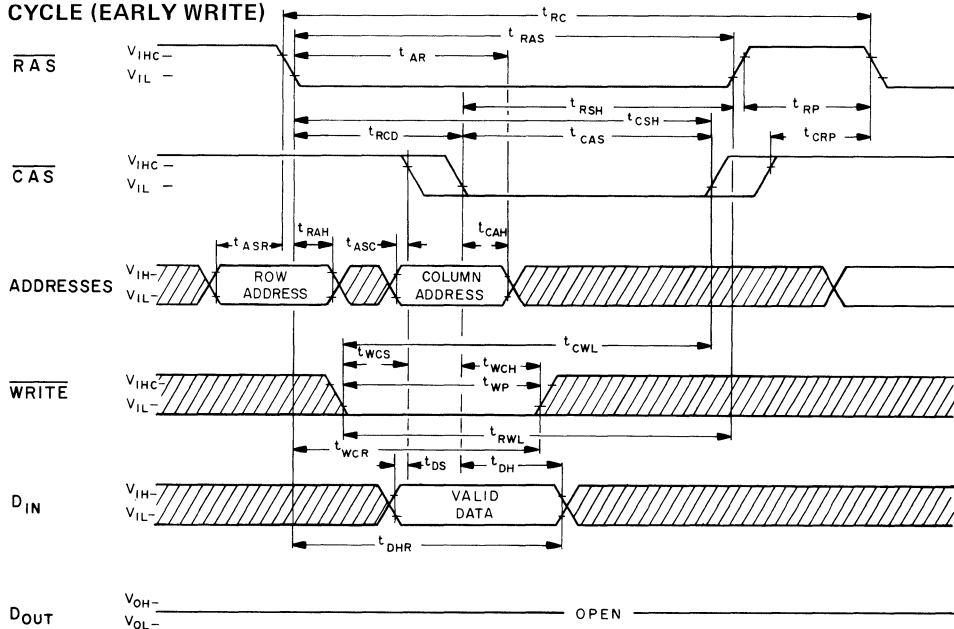 CYCLE (EARLY WRITE)
tRC
tRAS
tAR
RAS
VIHC
VIL
tRSH
tRP
tCSH
tRCD
tCAS
tCRP
CAS
VIHC
VIL
tASR
tRAH
tASC
tCAH
ADDRESSES
VIH
VIL
ROW ADDRESS
COLUMN ADDRESS
tCWL
tWCS
tWCH
tWP
WRITE
VIHC
VIL
tRWL
tWCR
tDS
tDH
DIN
VIH
VIL
VALID DATA
tDHR
DOUT
VOH
VOL
OPEN